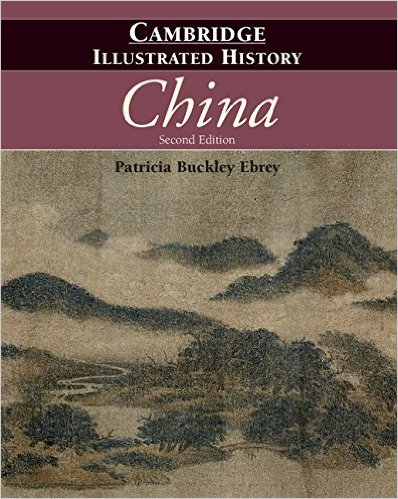 CAMBRIDGE
ILLUSTRATED HISTORY
China
Second Edition
Patricia Buckley Ebrey